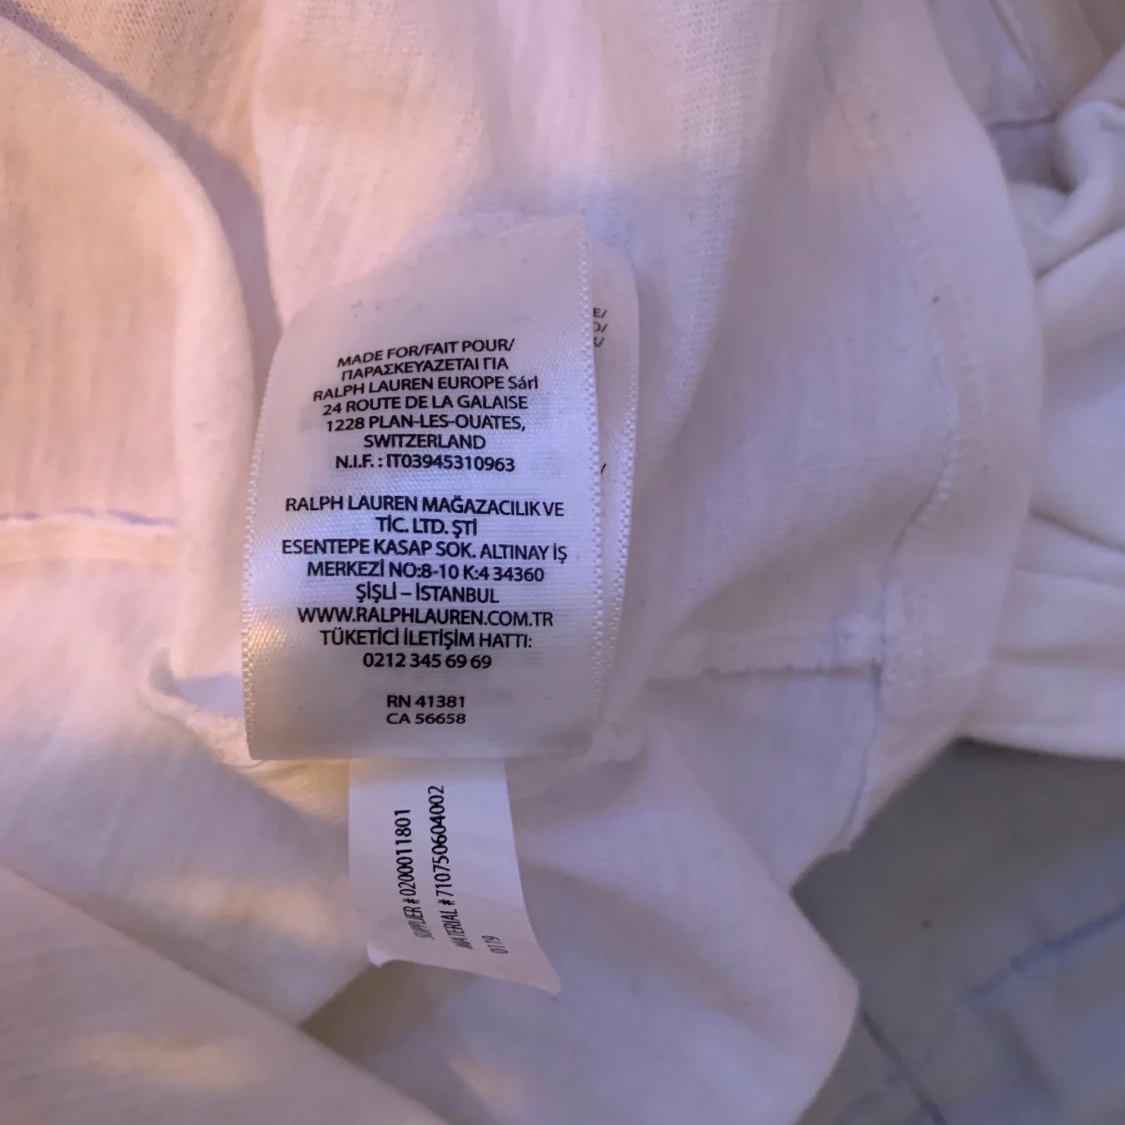 MADE FOR/FAIT POUR/
ΠΑΡΑΣΚΕΥΑΖΕΤΑΙ ΓΙΑ
RALPH LAUREN EUROPE Sárl
24 ROUTE DE LA GALAISE
1228 PLAN-LES-OUATES,
SWITZERLAND
N.I.F. : IT03945310963
RALPH LAUREN MAĞAZACILIK VE
TİC. LTD. ŞTİ
ESENTEPE KASAP SOK. ALTINAY İŞ
MERKEZİ NO:8-10 K:4 34360
ŞİŞLİ – İSTANBUL
WWW.RALPHLAUREN.COM.TR
TÜKETİCİ İLETİŞİM HATTI:
0212 345 69 69
RN 41381
CA 56658
SUPPLIER # 0200011801
MATERIAL # 710750604002
0119